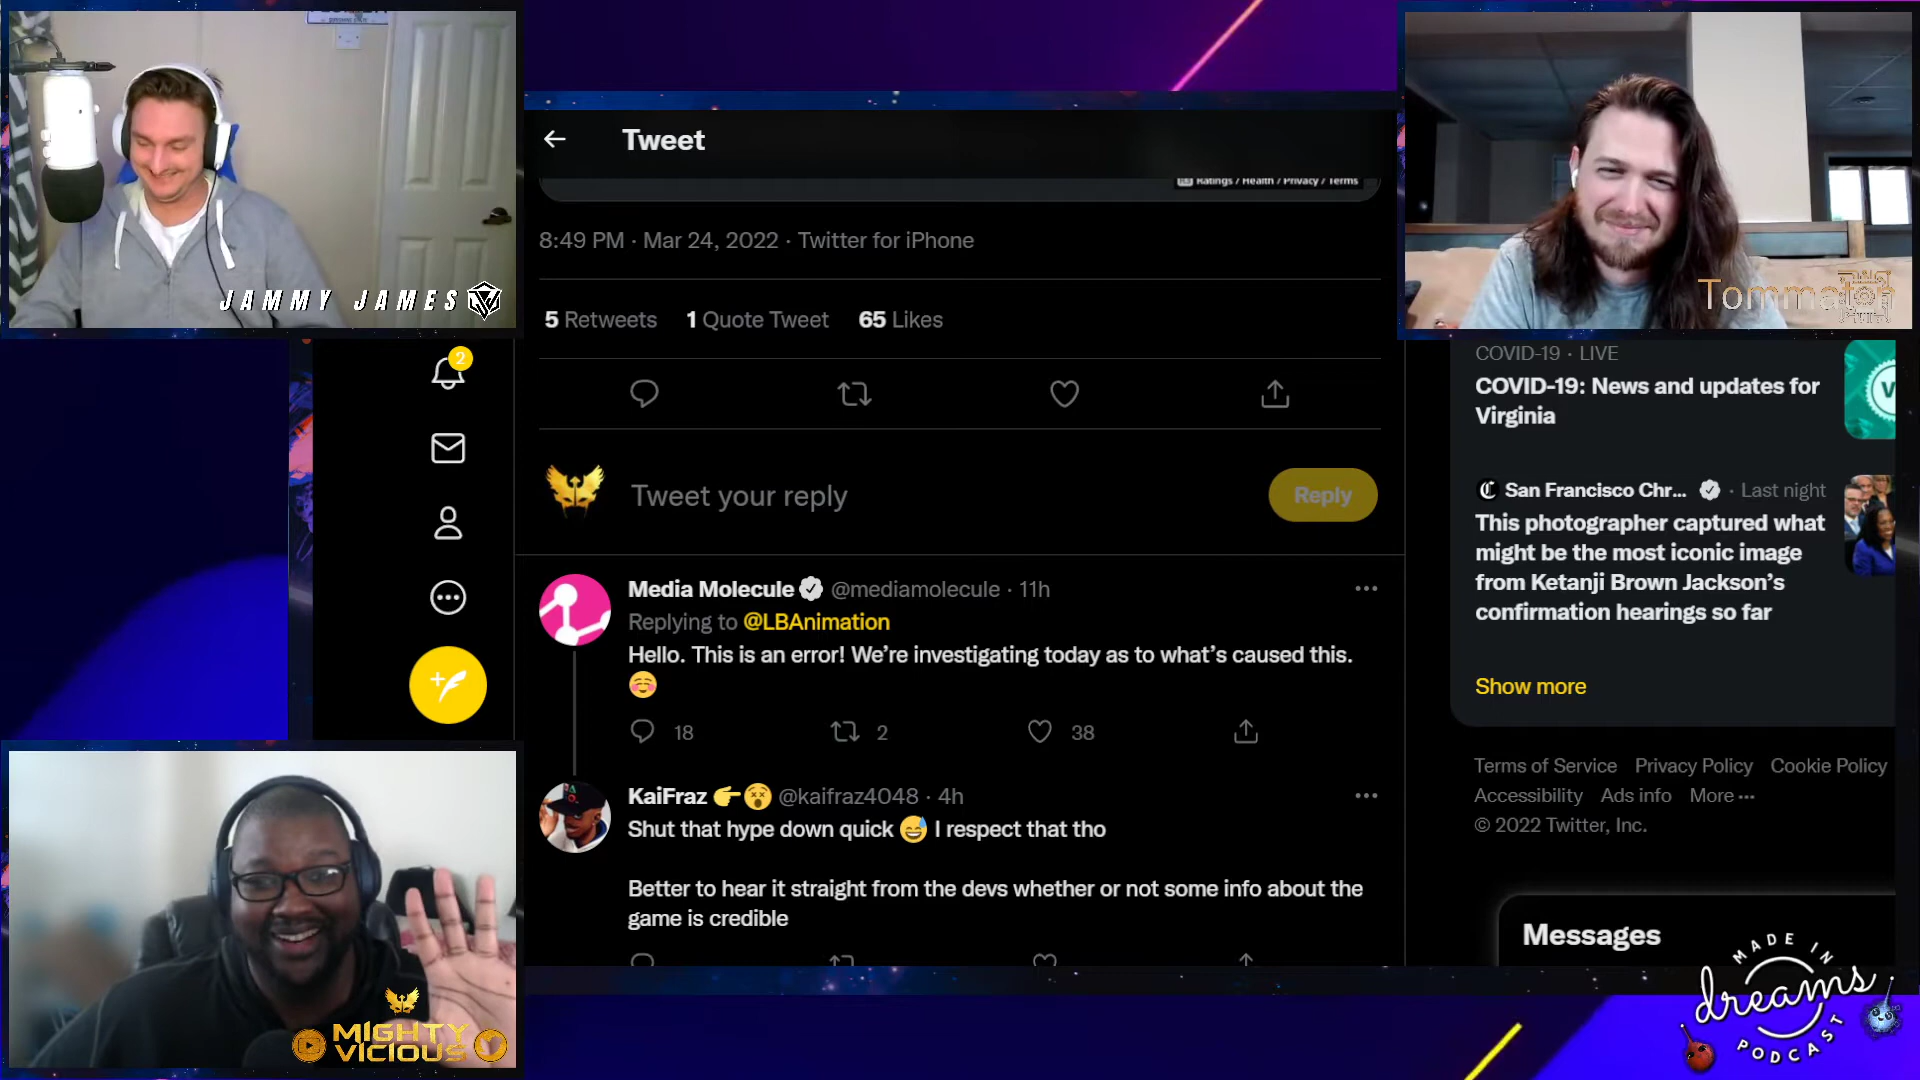 JAMMY JAMES
Tweet
Ratings / Health / Privacy / Terms
8:49 PM · Mar 24, 2022 · Twitter for iPhone
5 Retweets 1 Quote Tweet 65 Likes
Tweet your reply
Reply
Media Molecule @mediamolecule · 11h
Replying to @LBAnimation
Hello. This is an error! We’re investigating today as to what’s caused this.
☺️
18 2 38
KaiFraz 👉😵 @kaifraz4048 · 4h
Shut that hype down quick 😅 I respect that tho
Better to hear it straight from the devs whether or not some info about the
game is credible
2
MIGHTY
VICIOUS
Tommaton
COVID-19 · LIVE
COVID-19: News and updates for
Virginia
V
San Francisco Chr... · Last night
This photographer captured what
might be the most iconic image
from Ketanji Brown Jackson’s
confirmation hearings so far
Show more
Terms of Service Privacy Policy Cookie Policy
Accessibility Ads info More ···
© 2022 Twitter, Inc.
Messages
MADE IN
dreams
PODCAST